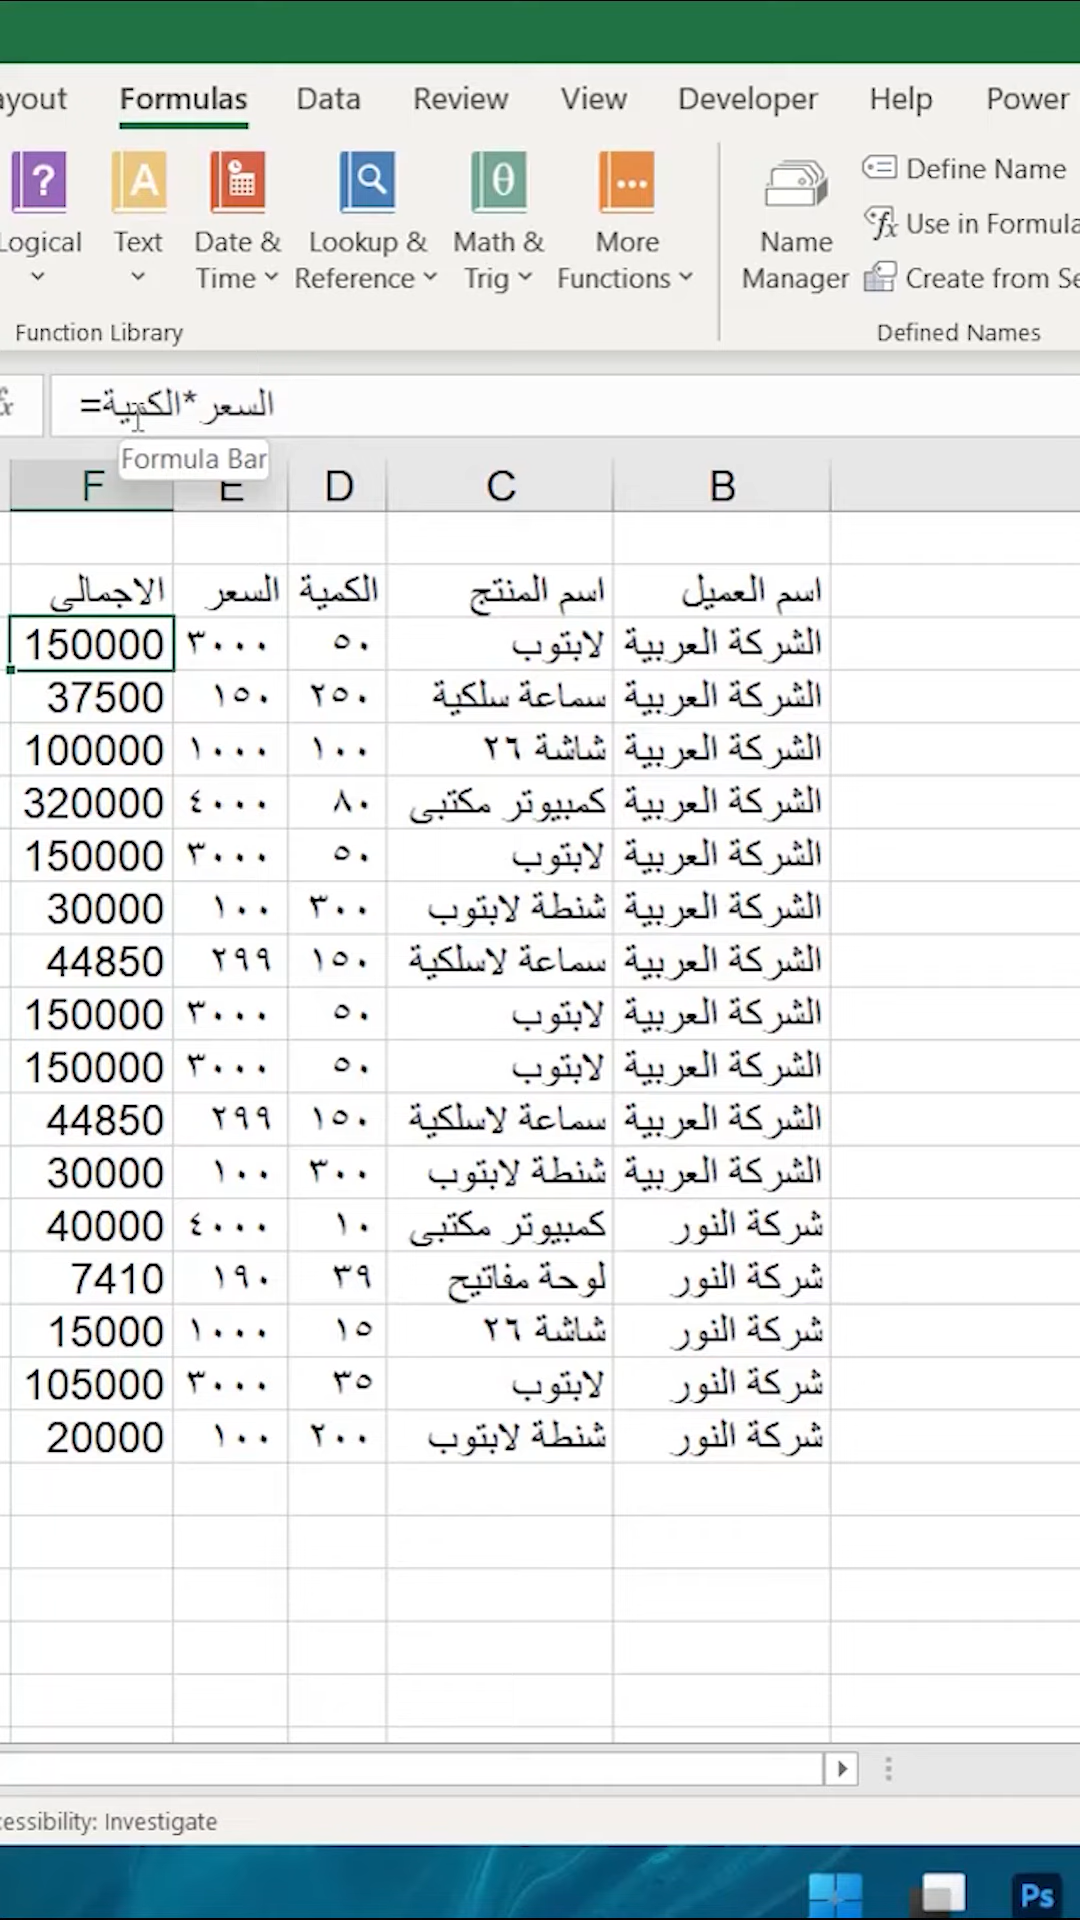 ayout Formulas Data Review View Developer Help Power
Logical Text Date & Time Lookup & Reference Math & Trig More Functions Name Manager Define Name
Use in Formula
Create from Se
Function Library Defined Names
fx =السعر*الكمية
Formula Bar
F E D C B
اسم العميل اسم المنتج الكمية السعر الاجمالى
الشركة العربية لابتوب ٥٠ ٣٠٠٠ 150000
الشركة العربية سماعة سلكية ٢٥٠ ١٥٠ 37500
الشركة العربية شاشة ٢٦ ١٠٠ ١٠٠٠ 100000
الشركة العربية كمبيوتر مكتبى ٨٠ ٤٠٠٠ 320000
الشركة العربية لابتوب ٥٠ ٣٠٠٠ 150000
الشركة العربية شنطة لابتوب ٣٠٠ ١٠٠ 30000
الشركة العربية سماعة لاسلكية ١٥٠ ٢٩٩ 44850
الشركة العربية لابتوب ٥٠ ٣٠٠٠ 150000
الشركة العربية لابتوب ٥٠ ٣٠٠٠ 150000
الشركة العربية سماعة لاسلكية ١٥٠ ٢٩٩ 44850
الشركة العربية شنطة لابتوب ٣٠٠ ١٠٠ 30000
شركة النور كمبيوتر مكتبى ١٠ ٤٠٠٠ 40000
شركة النور لوحة مفاتيح ٣٩ ١٩٠ 7410
شركة النور شاشة ٢٦ ١٥ ١٠٠٠ 15000
شركة النور لابتوب ٣٥ ٣٠٠٠ 105000
شركة النور شنطة لابتوب ٢٠٠ ١٠٠ 20000
cessibility: Investigate
Ps